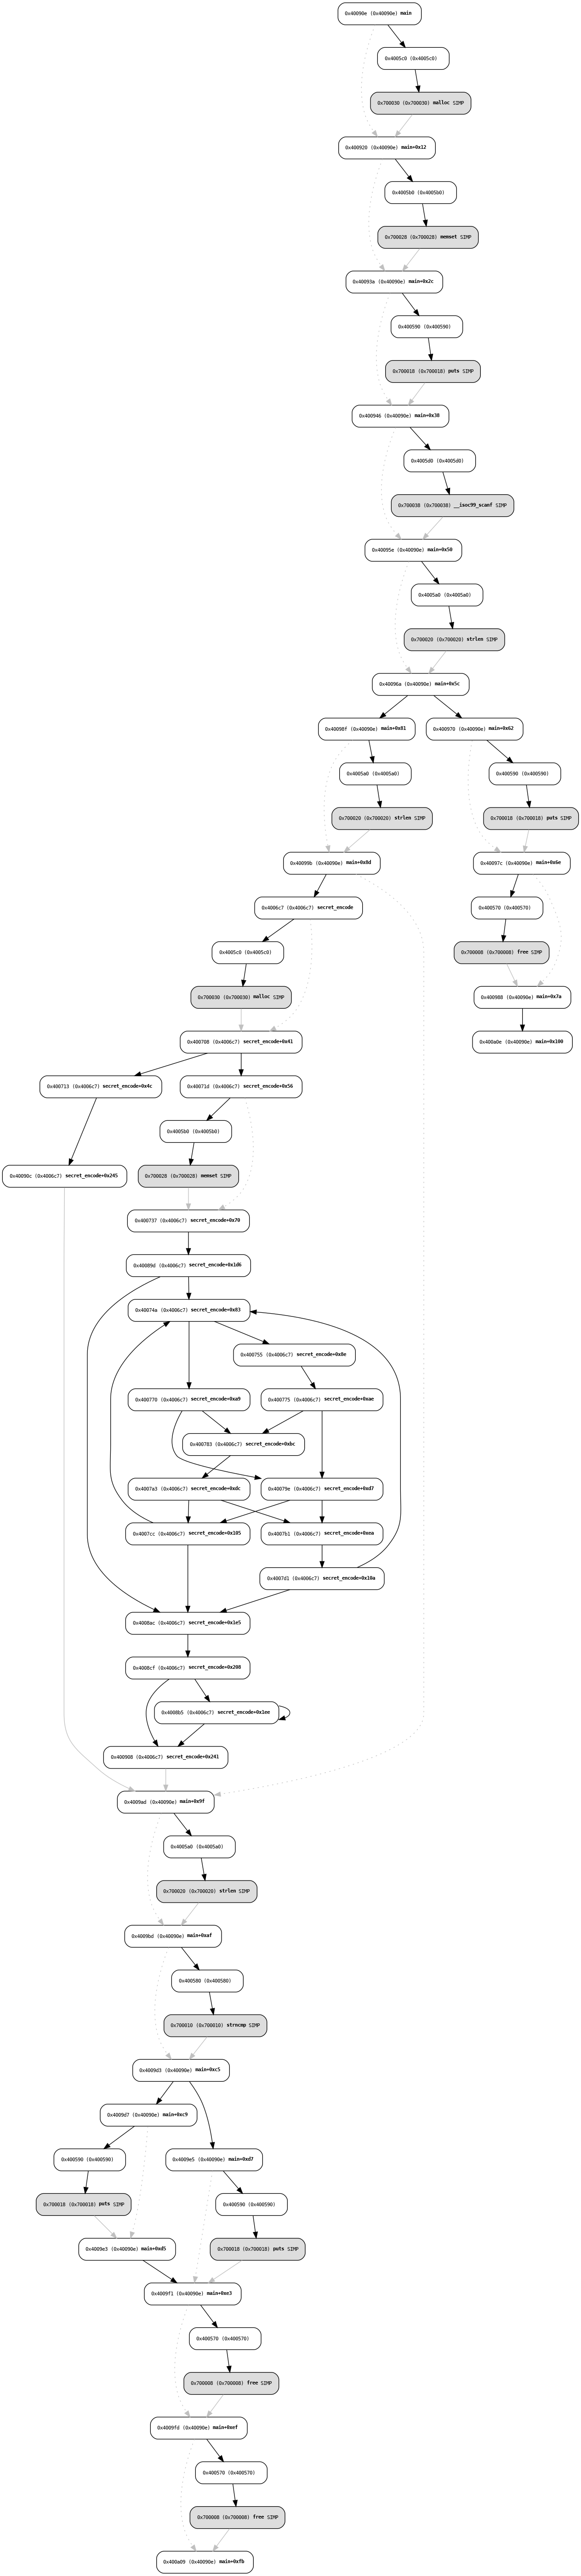 0x40090e (0x40090e) main
0x4005c0 (0x4005c0)
0x700030 (0x700030) malloc SIMP
0x400920 (0x40090e) main+0x12
0x4005b0 (0x4005b0)
0x700028 (0x700028) memset SIMP
0x40093a (0x40090e) main+0x2c
0x400590 (0x400590)
0x700018 (0x700018) puts SIMP
0x400946 (0x40090e) main+0x38
0x4005d0 (0x4005d0)
0x700038 (0x700038) __isoc99_scanf SIMP
0x40095e (0x40090e) main+0x50
0x4005a0 (0x4005a0)
0x700020 (0x700020) strlen SIMP
0x40096a (0x40090e) main+0x5c
0x40098f (0x40090e) main+0x81
0x400970 (0x40090e) main+0x62
0x4005a0 (0x4005a0)
0x400590 (0x400590)
0x700020 (0x700020) strlen SIMP
0x700018 (0x700018) puts SIMP
0x40099b (0x40090e) main+0x8d
0x40097c (0x40090e) main+0x6e
0x4006c7 (0x4006c7) secret_encode
0x400570 (0x400570)
0x4005c0 (0x4005c0)
0x700008 (0x700008) free SIMP
0x700030 (0x700030) malloc SIMP
0x400988 (0x40090e) main+0x7a
0x400708 (0x4006c7) secret_encode+0x41
0x400a0e (0x40090e) main+0x100
0x400713 (0x4006c7) secret_encode+0x4c
0x40071d (0x4006c7) secret_encode+0x56
0x4005b0 (0x4005b0)
0x40090c (0x4006c7) secret_encode+0x245
0x700028 (0x700028) memset SIMP
0x400737 (0x4006c7) secret_encode+0x70
0x40089d (0x4006c7) secret_encode+0x1d6
0x40074a (0x4006c7) secret_encode+0x83
0x400755 (0x4006c7) secret_encode+0x8e
0x400770 (0x4006c7) secret_encode+0xa9
0x400775 (0x4006c7) secret_encode+0xae
0x400783 (0x4006c7) secret_encode+0xbc
0x4007a3 (0x4006c7) secret_encode+0xdc
0x40079e (0x4006c7) secret_encode+0xd7
0x4007cc (0x4006c7) secret_encode+0x105
0x4007b1 (0x4006c7) secret_encode+0xea
0x4007d1 (0x4006c7) secret_encode+0x10a
0x4008ac (0x4006c7) secret_encode+0x1e5
0x4008cf (0x4006c7) secret_encode+0x208
0x4008b5 (0x4006c7) secret_encode+0x1ee
0x400908 (0x4006c7) secret_encode+0x241
0x4009ad (0x40090e) main+0x9f
0x4005a0 (0x4005a0)
0x700020 (0x700020) strlen SIMP
0x4009bd (0x40090e) main+0xaf
0x400580 (0x400580)
0x700010 (0x700010) strncmp SIMP
0x4009d3 (0x40090e) main+0xc5
0x4009d7 (0x40090e) main+0xc9
0x400590 (0x400590)
0x4009e5 (0x40090e) main+0xd7
0x700018 (0x700018) puts SIMP
0x400590 (0x400590)
0x4009e3 (0x40090e) main+0xd5
0x700018 (0x700018) puts SIMP
0x4009f1 (0x40090e) main+0xe3
0x400570 (0x400570)
0x700008 (0x700008) free SIMP
0x4009fd (0x40090e) main+0xef
0x400570 (0x400570)
0x700008 (0x700008) free SIMP
0x400a09 (0x40090e) main+0xfb